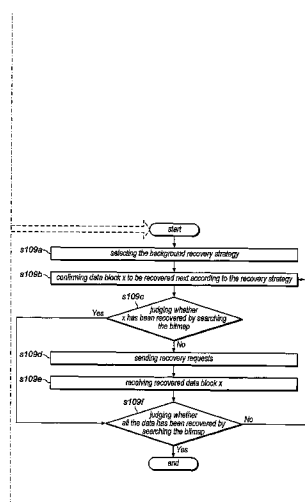 start
s109a
selecting the background recovery strategy
s109b
confirming data block x to be recovered next according to the recovery strategy
s109c
judging whether
x has been recovered by searching
the bitmap
Yes
No
s109d
sending recovery requests
s109e
receiving recovered data block x
s109f
judging whether
all the data has been recovered by
searching the bitmap
No
Yes
end